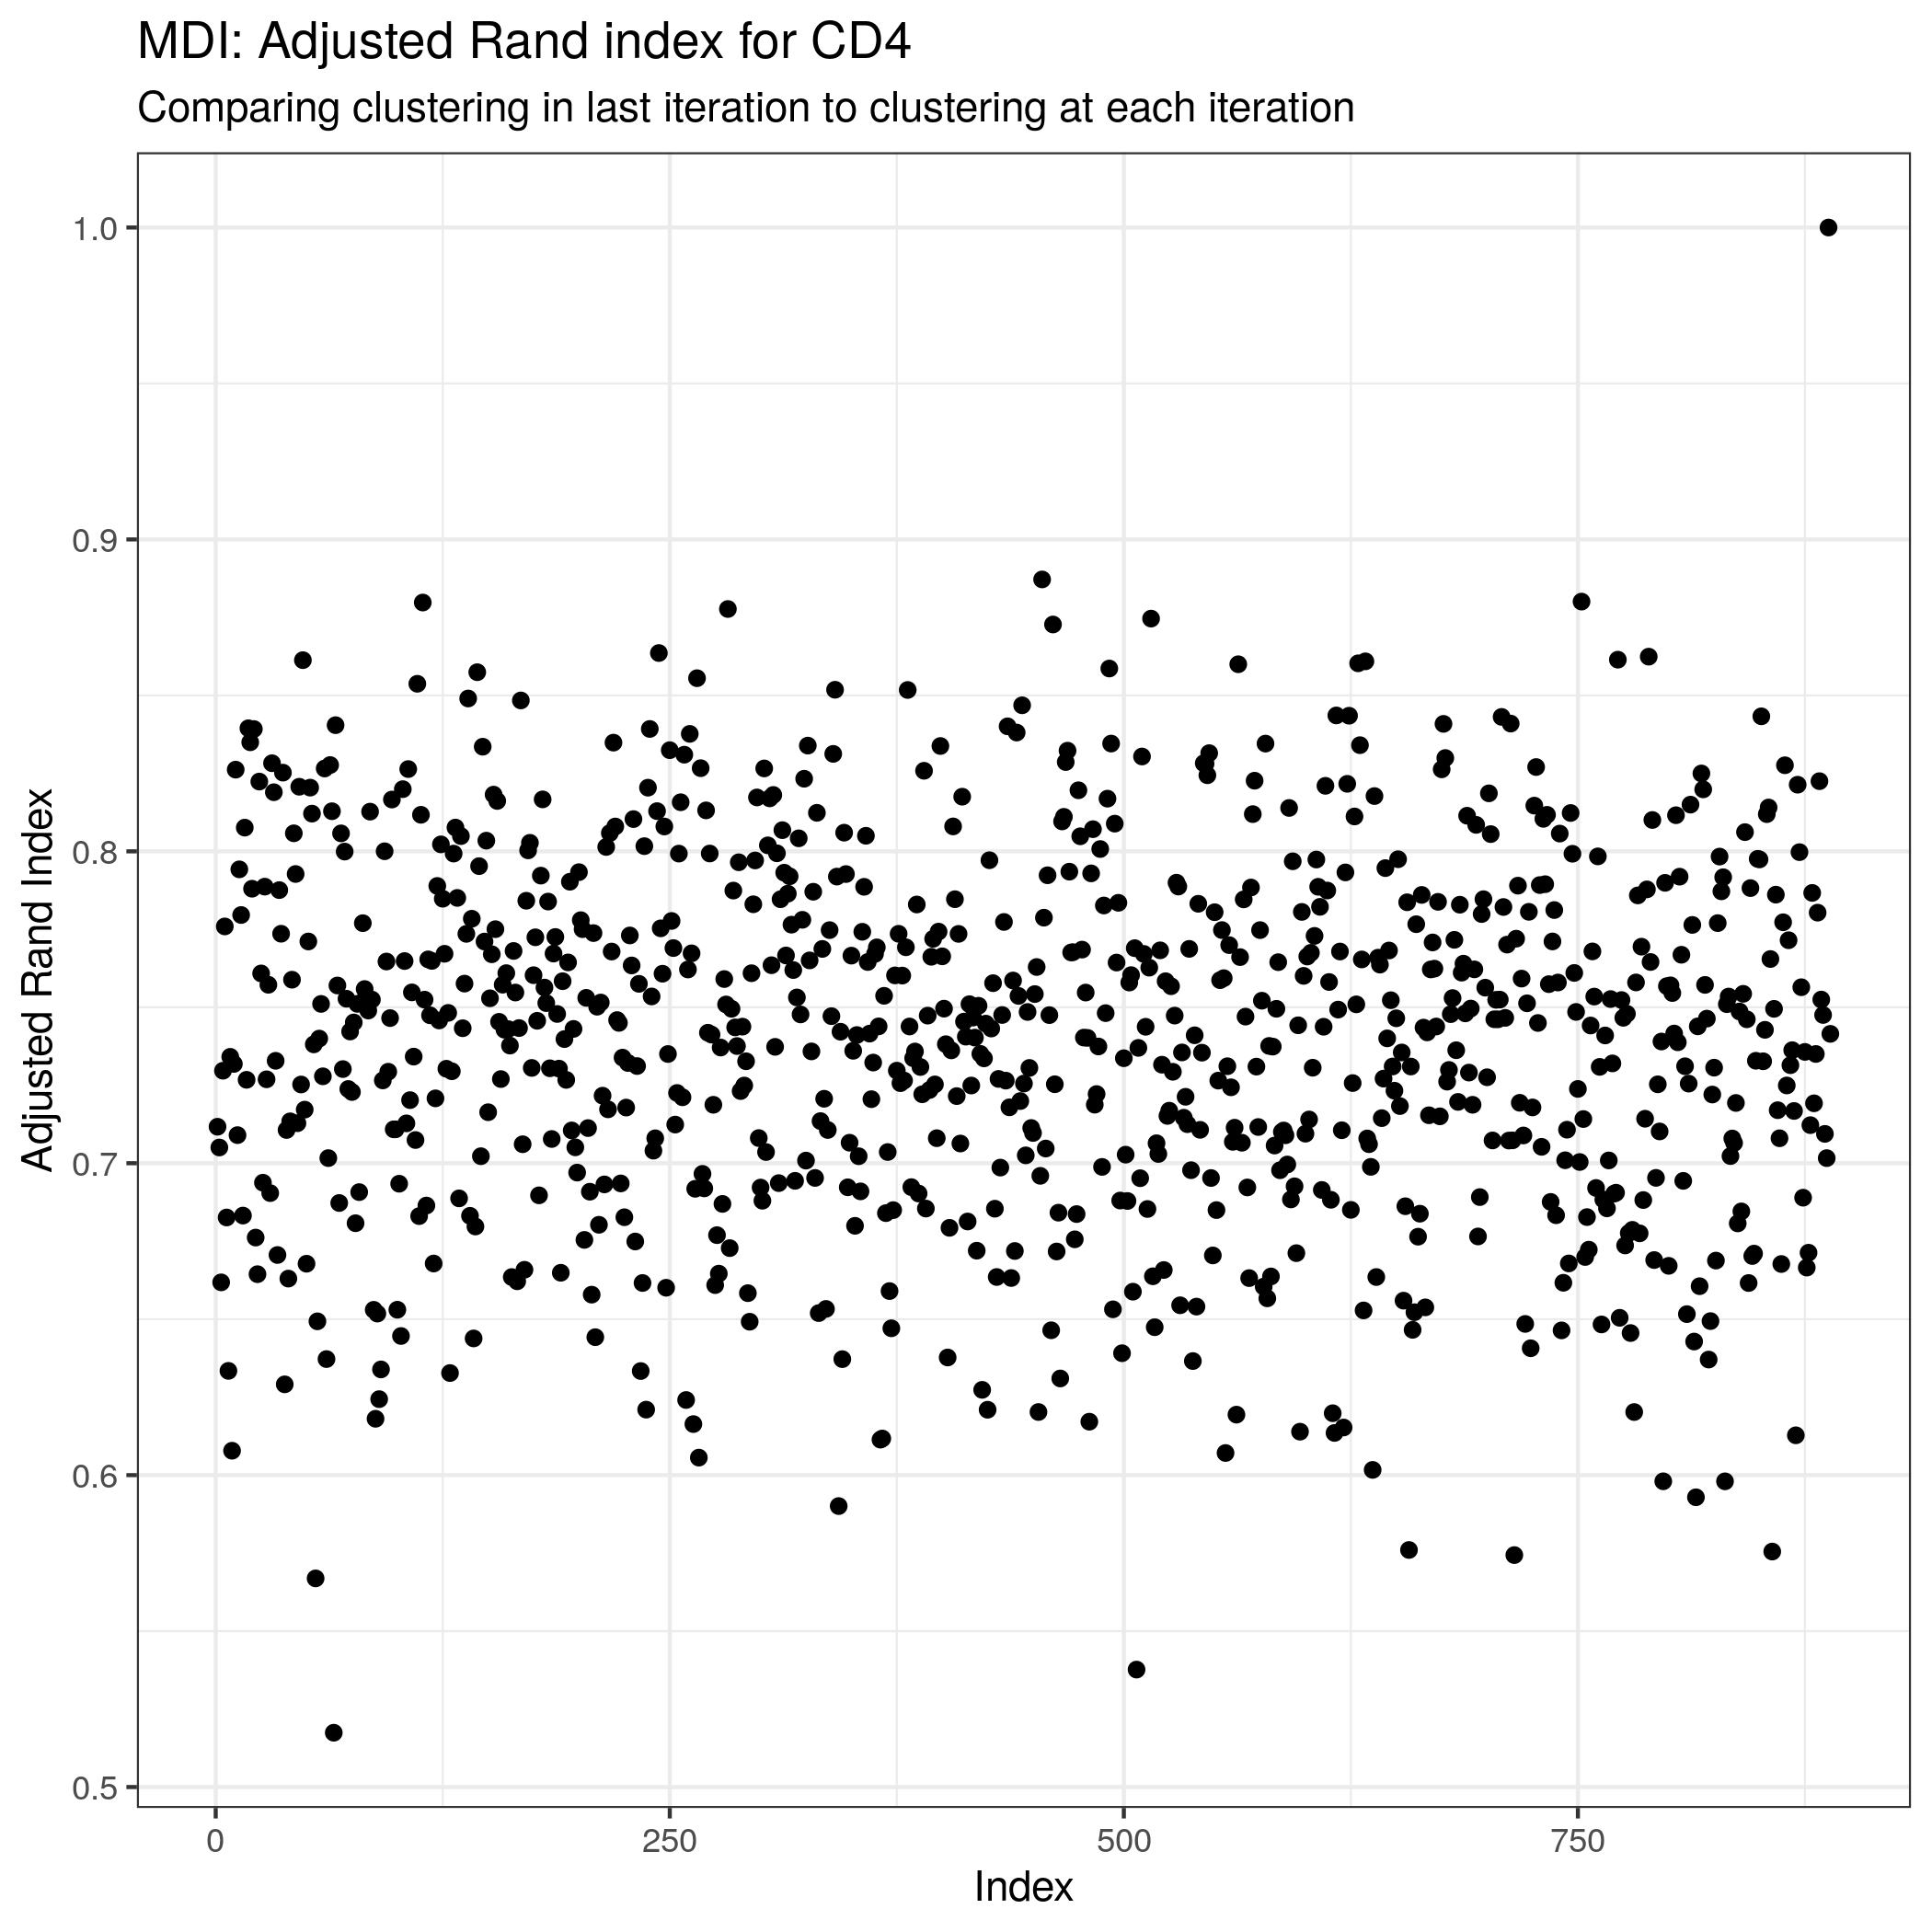 MDI: Adjusted Rand index for CD4
Comparing clustering in last iteration to clustering at each iteration
1.0
0.9
0.8
0.7
0.6
0.5
Adjusted Rand Index
0 250 500 750
Index